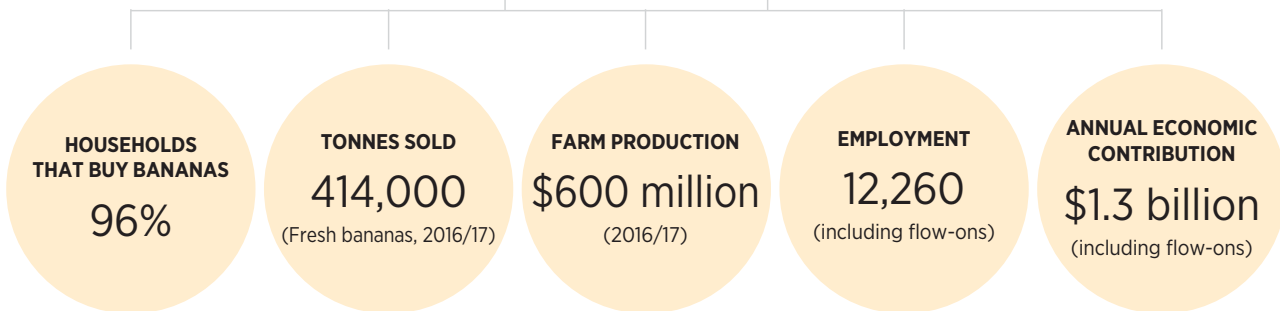 HOUSEHOLDS
THAT BUY BANANAS
96%
TONNES SOLD
414,000
(Fresh bananas, 2016/17)
FARM PRODUCTION
$600 million
(2016/17)
EMPLOYMENT
12,260
(including flow-ons)
ANNUAL ECONOMIC
CONTRIBUTION
$1.3 billion
(including flow-ons)